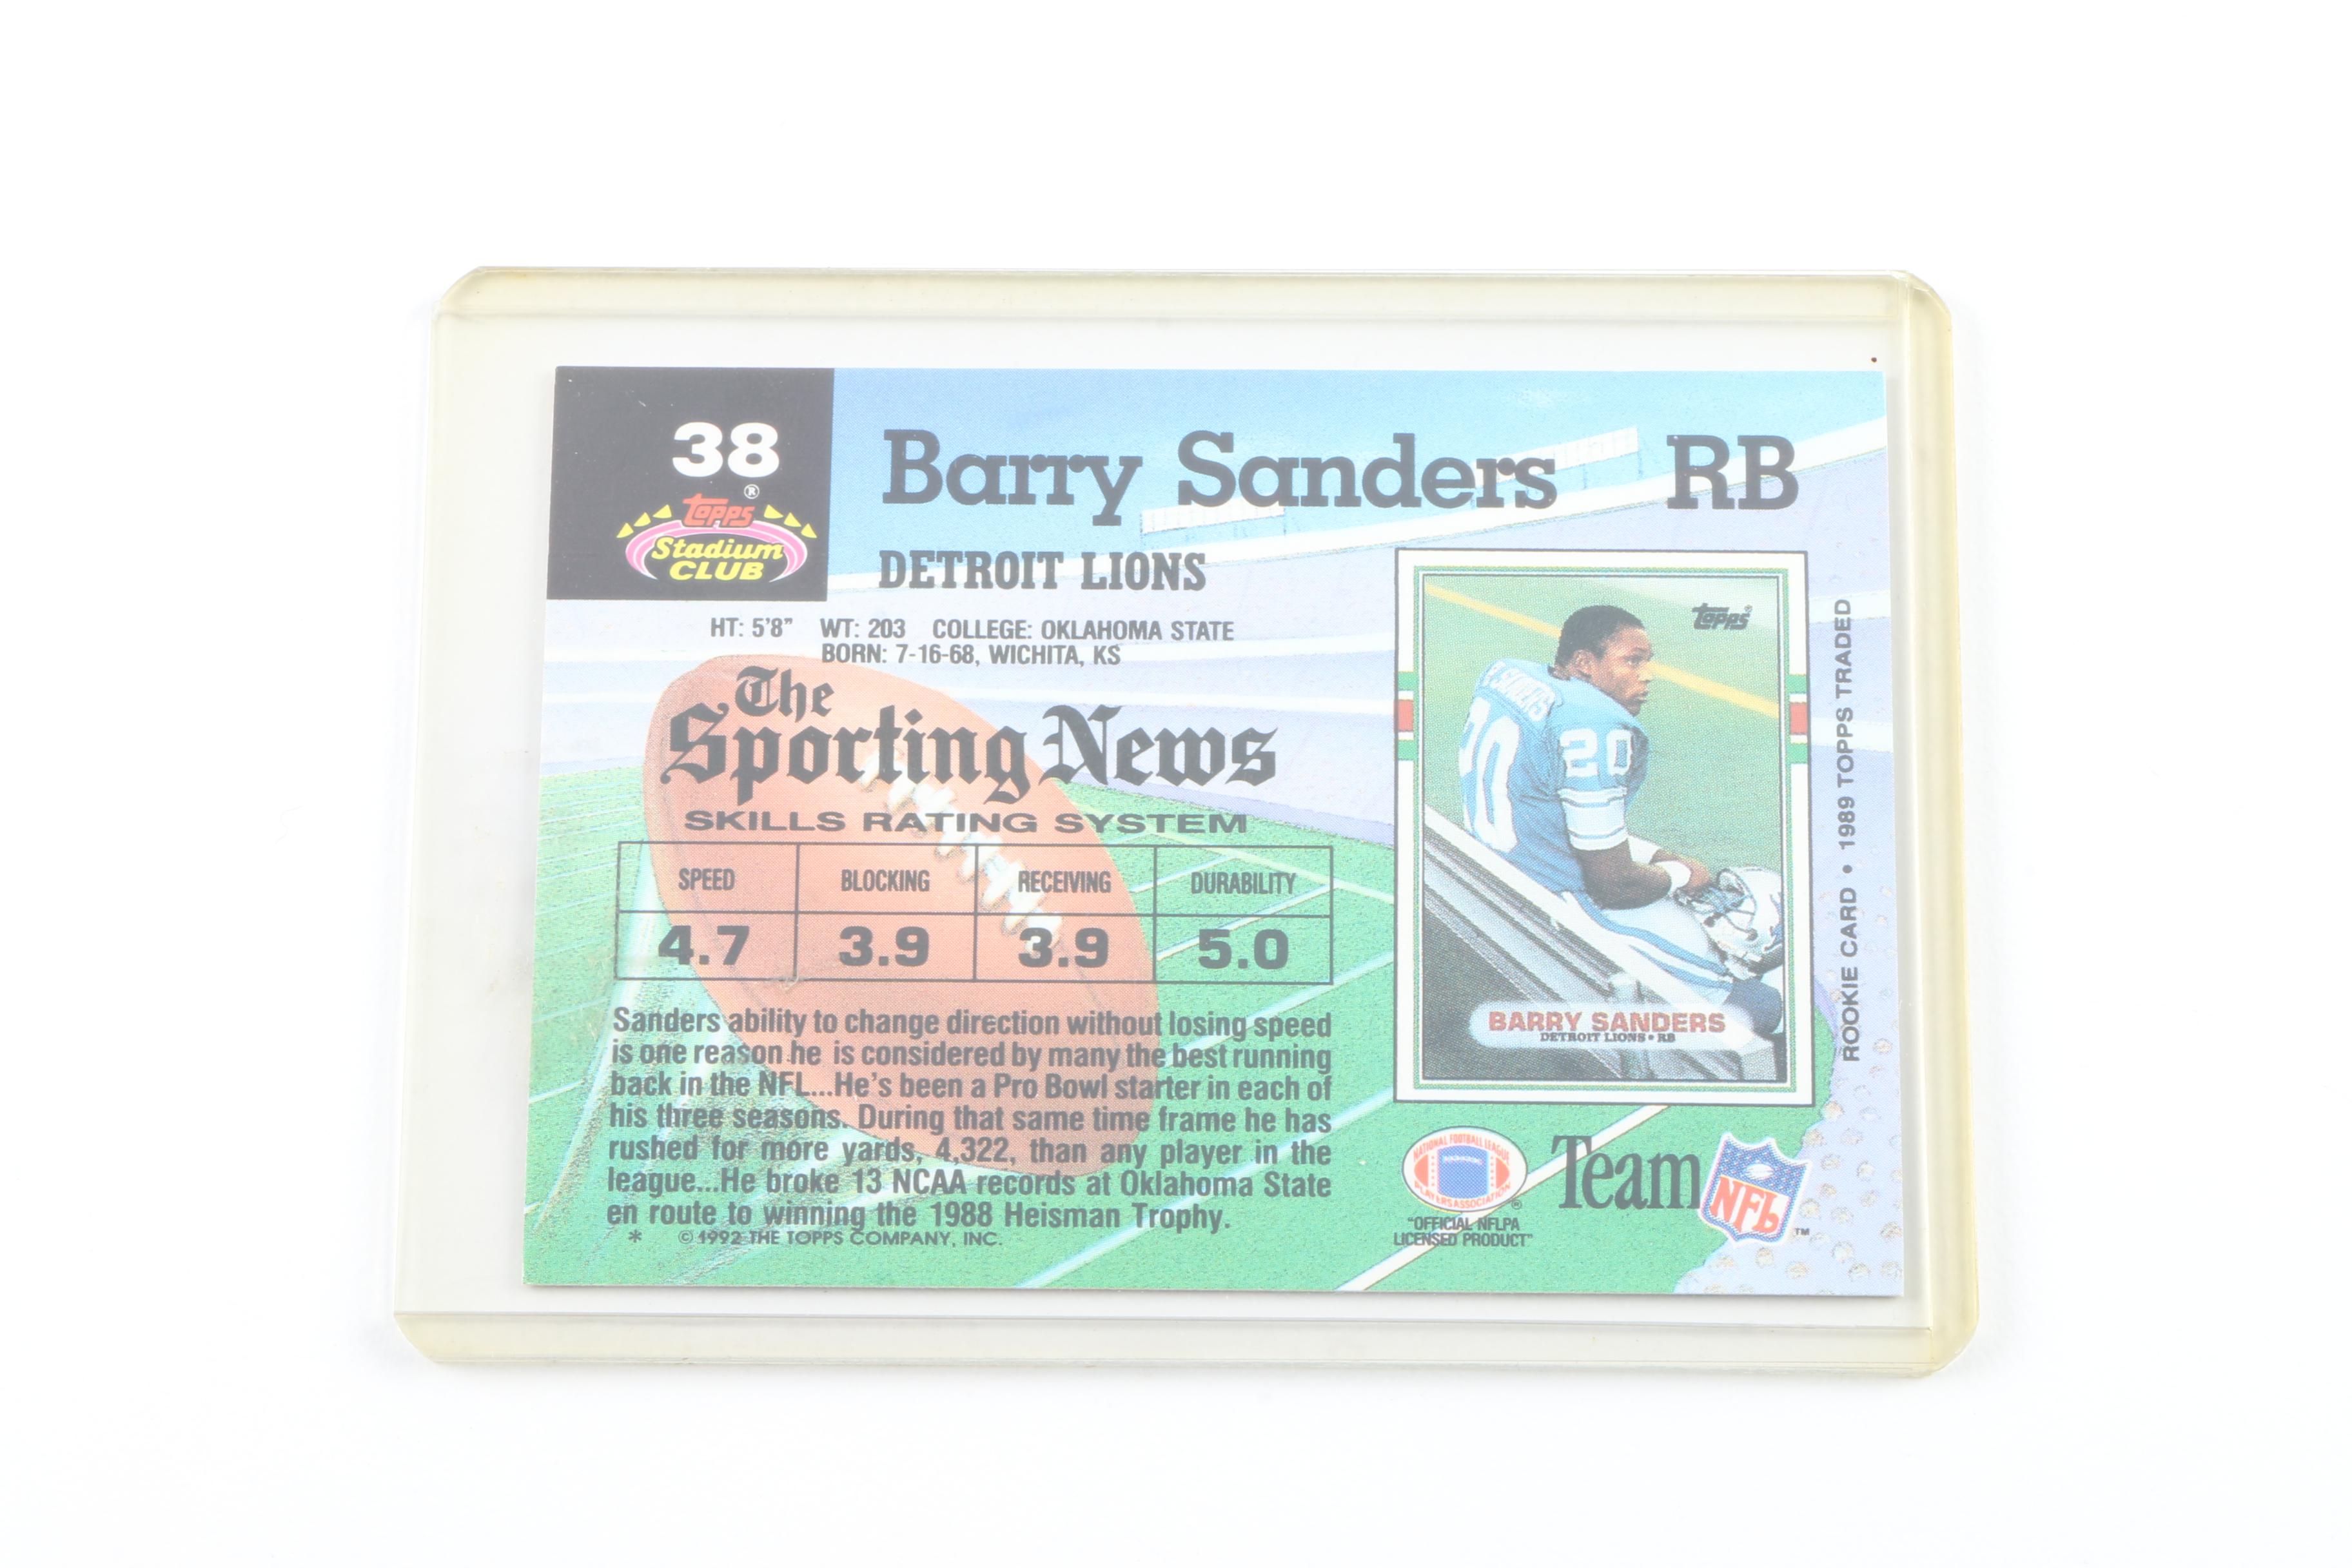 38
Topps®
Stadium
CLUB
Barry Sanders RB
DETROIT LIONS
HT: 5'8" WT: 203 COLLEGE: OKLAHOMA STATE
BORN: 7-16-68, WICHITA, KS
The
Sporting News
SKILLS RATING SYSTEM
SPEED BLOCKING RECEIVING DURABILITY
4.7 3.9 3.9 5.0
Sanders ability to change direction without losing speed
is one reason he is considered by many the best running
back in the NFL...He's been a Pro Bowl starter in each of
his three seasons. During that same time frame he has
rushed for more yards, 4,322, than any player in the
league...He broke 13 NCAA records at Oklahoma State
en route to winning the 1988 Heisman Trophy.
* © 1992 THE TOPPS COMPANY, INC.
Topps®
SANDERS
20
20
BARRY SANDERS
DETROIT LIONS • RB
ROOKIE CARD • 1989 TOPPS TRADED
NATIONAL FOOTBALL LEAGUE
PLAYERS ASSOCIATION
®
"OFFICIAL NFLPA
LICENSED PRODUCT"
Team NFL™